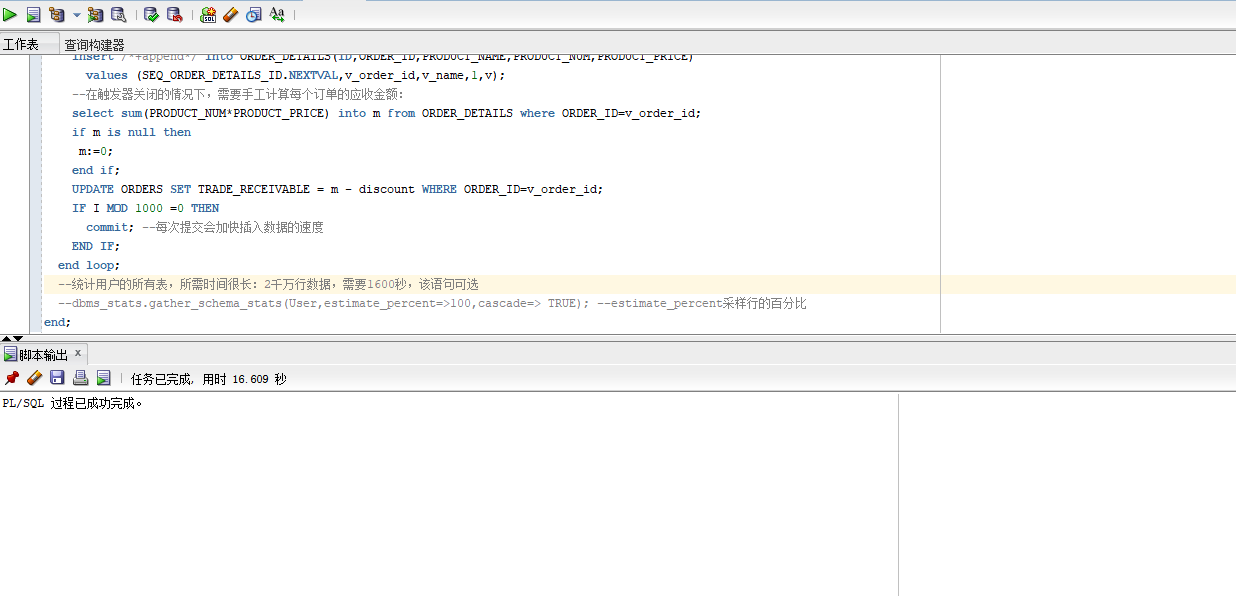 SQL
Aa
工作表 查询构建器
insert /*+append*/ into ORDER_DETAILS(ID,ORDER_ID,PRODUCT_NAME,PRODUCT_NUM,PRODUCT_PRICE)
values (SEQ_ORDER_DETAILS_ID.NEXTVAL,v_order_id,v_name,1,v);
--在触发器关闭的情况下，需要手工计算每个订单的应收金额：
select sum(PRODUCT_NUM*PRODUCT_PRICE) into m from ORDER_DETAILS where ORDER_ID=v_order_id;
if m is null then
m:=0;
end if;
UPDATE ORDERS SET TRADE_RECEIVABLE = m - discount WHERE ORDER_ID=v_order_id;
IF I MOD 1000 =0 THEN
commit; --每次提交会加快插入数据的速度
END IF;
end loop;
--统计用户的所有表，所需时间很长：2千万行数据，需要1600秒，该语句可选
--dbms_stats.gather_schema_stats(User,estimate_percent=>100,cascade=> TRUE); --estimate_percent采样行的百分比
end;
脚本输出 x
任务已完成, 用时 16.609 秒
PL/SQL 过程已成功完成。